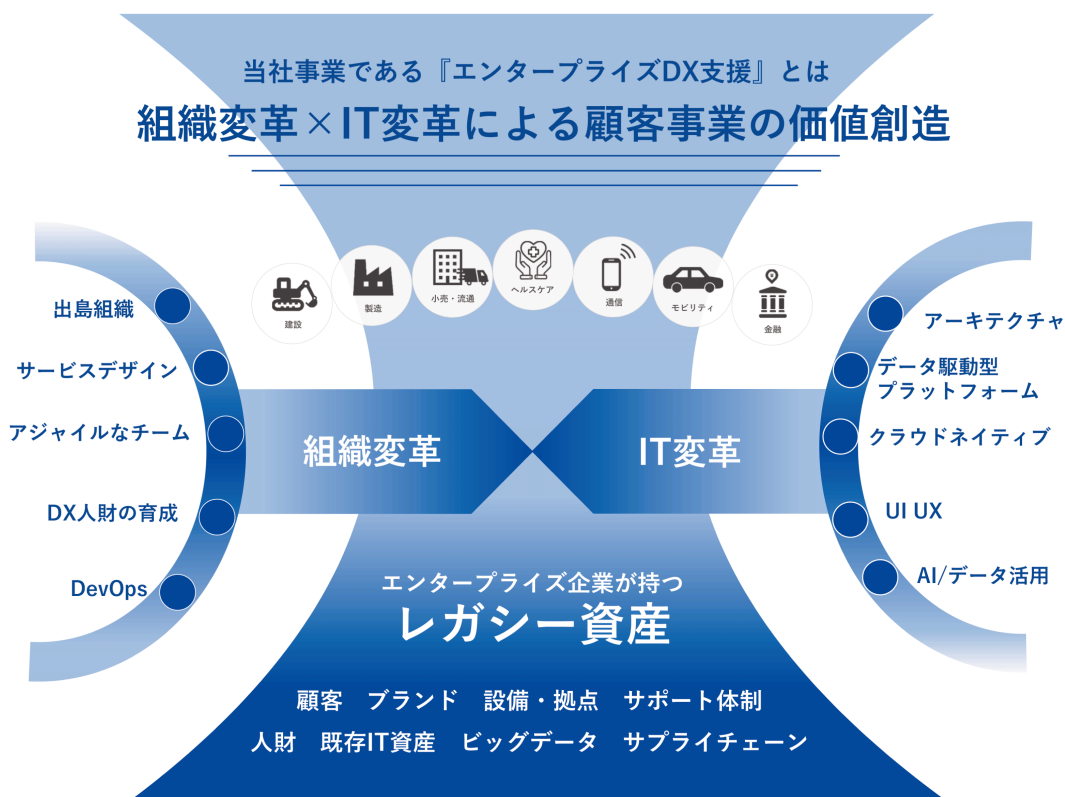 当社事業である『エンタープライズDX支援』とは
組織変革×IT変革による顧客事業の価値創造
建設
製造
小売・流通
ヘルスケア
通信
モビリティ
金融
出島組織
サービスデザイン
アジャイルなチーム
DX人財の育成
DevOps
組織変革
IT変革
アーキテクチャ
データ駆動型
プラットフォーム
クラウドネイティブ
UI UX
AI/データ活用
エンタープライズ企業が持つ
レガシー資産
顧客 ブランド 設備・拠点 サポート体制
人財 既存IT資産 ビッグデータ サプライチェーン